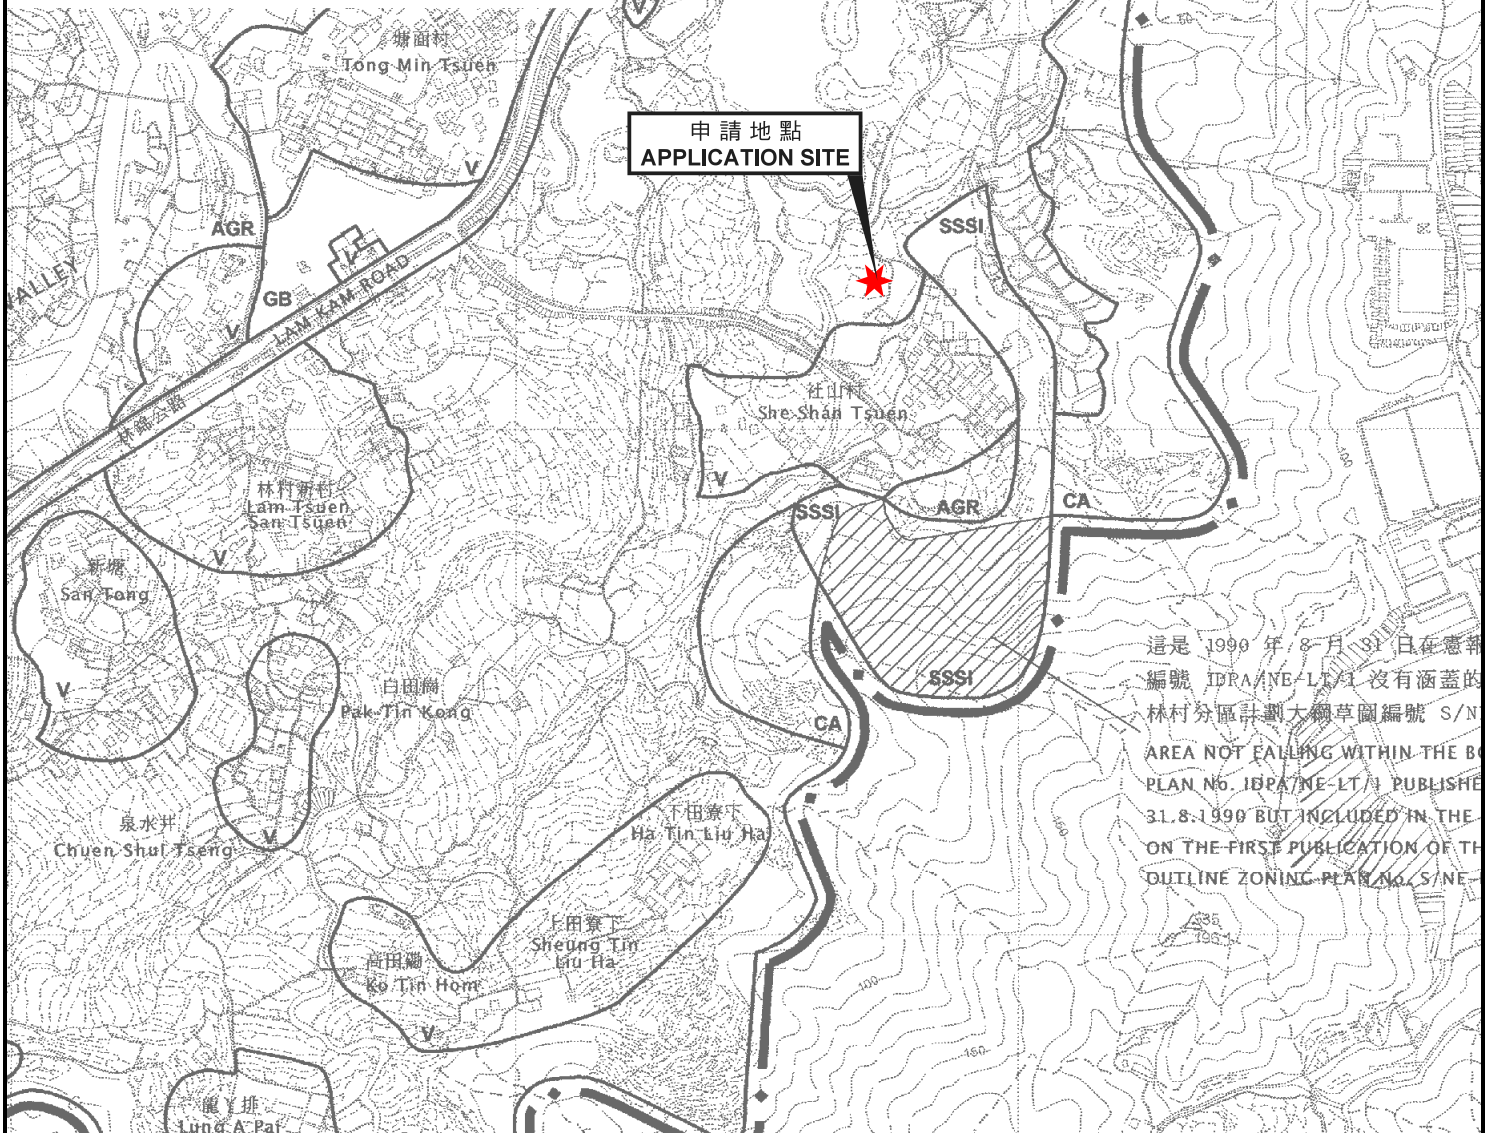 V
塘面村
Tong Min Tsuen
申請地點
APPLICATION SITE
V
AGR
SSSI
VALLEY
GB
V
LAM KAM ROAD
V
林錦公路
社山村
She Shan Tsuen
V
林村新村
Lam Tsuen
San Tsuen
V
SSSI
AGR
CA
新塘
San Tong
V
SSSI
CA
白田崗
Pak Tin Kong
100
這是 1990 年 8 月 31 日在憲報
編號 IDPA/NE-LT/1 沒有涵蓋的
林村分區計劃大綱草圖編號 S/N
AREA NOT FALLING WITHIN THE BO
PLAN No. IDPA/NE-LT/1 PUBLISHE
31.8.1990 BUT INCLUDED IN THE
ON THE FIRST PUBLICATION OF TH
OUTLINE ZONING PLAN No. S/NE-
泉水井
Chuen Shui Tseng
V
下田寮下
Ha Tin Liu Ha
150
上田寮下
Sheung Tin
Liu Ha
Ko Tin Hom
V
100
150
龍丫排
Lung A Pai